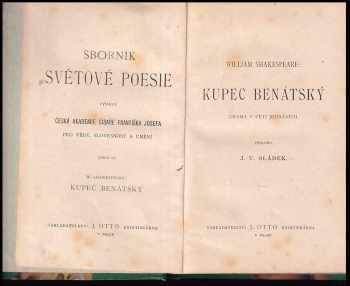 SBORNÍK
SVĚTOVÉ POESIE
VYDÁVÁ
ČESKÁ AKADEMIE CÍSAŘE FRANTIŠKA JOSEFA
PRO VĚDY, SLOVESNOST A UMĚNÍ
W. SHAKESPEARE:
KUPEC BENÁTSKÝ
NAKLADATELSTVÍ J. OTTO KNIHTISKÁRNA
V PRAZE
WILLIAM SHAKESPEARE:
KUPEC BENÁTSKÝ
DRAMA V PĚTI JEDNÁNÍCH
PŘELOŽIL
J. V. SLÁDEK
NAKLADATELSTVÍ J. OTTO KNIHTISKÁRNA
V PRAZE